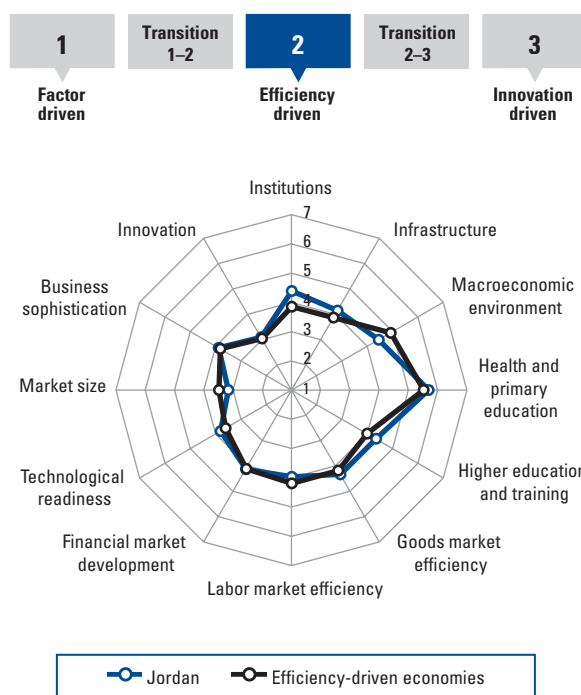 1
Transition
1–2
2
Transition
2–3
3
Factor
driven
Efficiency
driven
Innovation
driven
Institutions
7
6
5
4
3
2
1
Infrastructure
Macroeconomic
environment
Health and
primary
education
Higher education
and training
Goods market
efficiency
Labor market efficiency
Financial market
development
Technological
readiness
Market size
Business
sophistication
Innovation
Jordan
Efficiency-driven economies